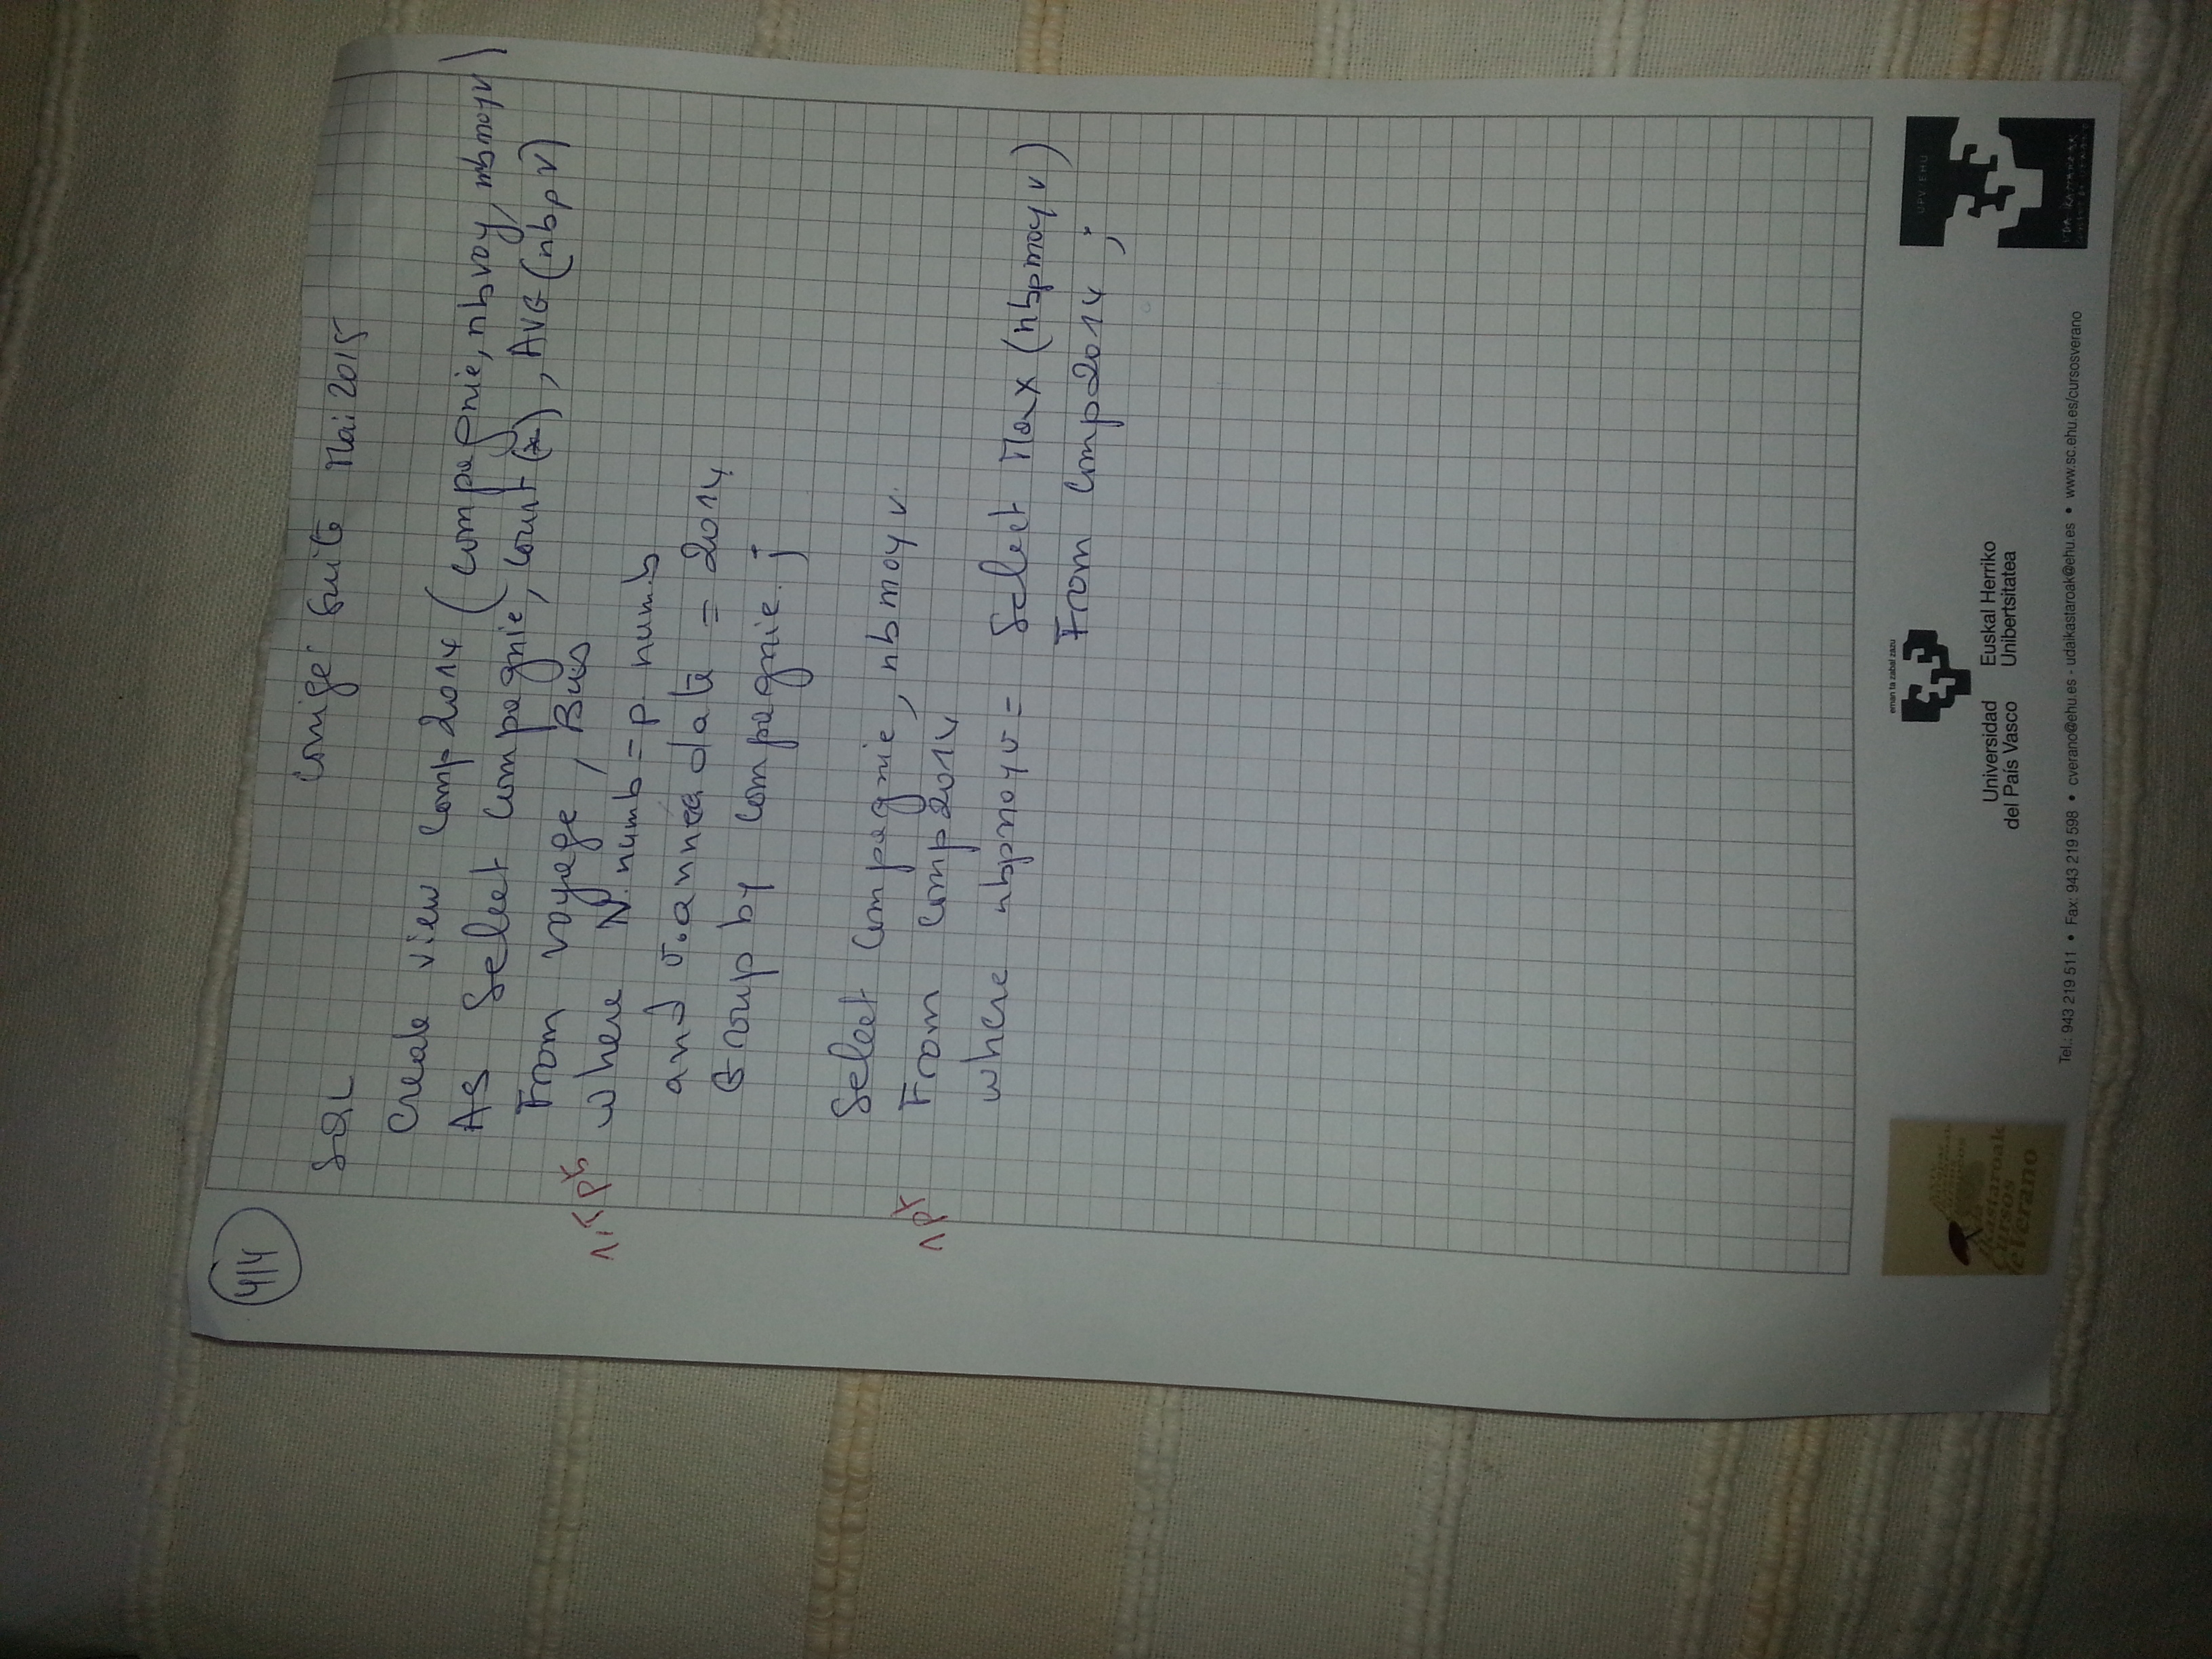 4/4
Corrigé Suite Mai 2015
SQL
Create view Comp2014 (compagnie, nbvoy, nbmoyv)
As Select Compagnie, Count(*), AVG(nbpv)
From voyage, Bus
1,5 pts
where N.numb = p.numb
and v.année date = 2014
Group by Compagnie.;
Select Compagnie, nbmoyv.
1pt
From Comp2014
where nbpmoyv = Select Max (nbpmoyv)
From Comp2014 ;
eman ta zabal zazu
Universidad del País Vasco
Euskal Herriko Unibertsitatea
UPV/EHU
ikastaroak
Cursos
de Verano
Tel.: 943 219 511 • Fax: 943 219 598 • cverano@ehu.es - udaikastaroak@ehu.es • www.sc.ehu.es/cursosverano